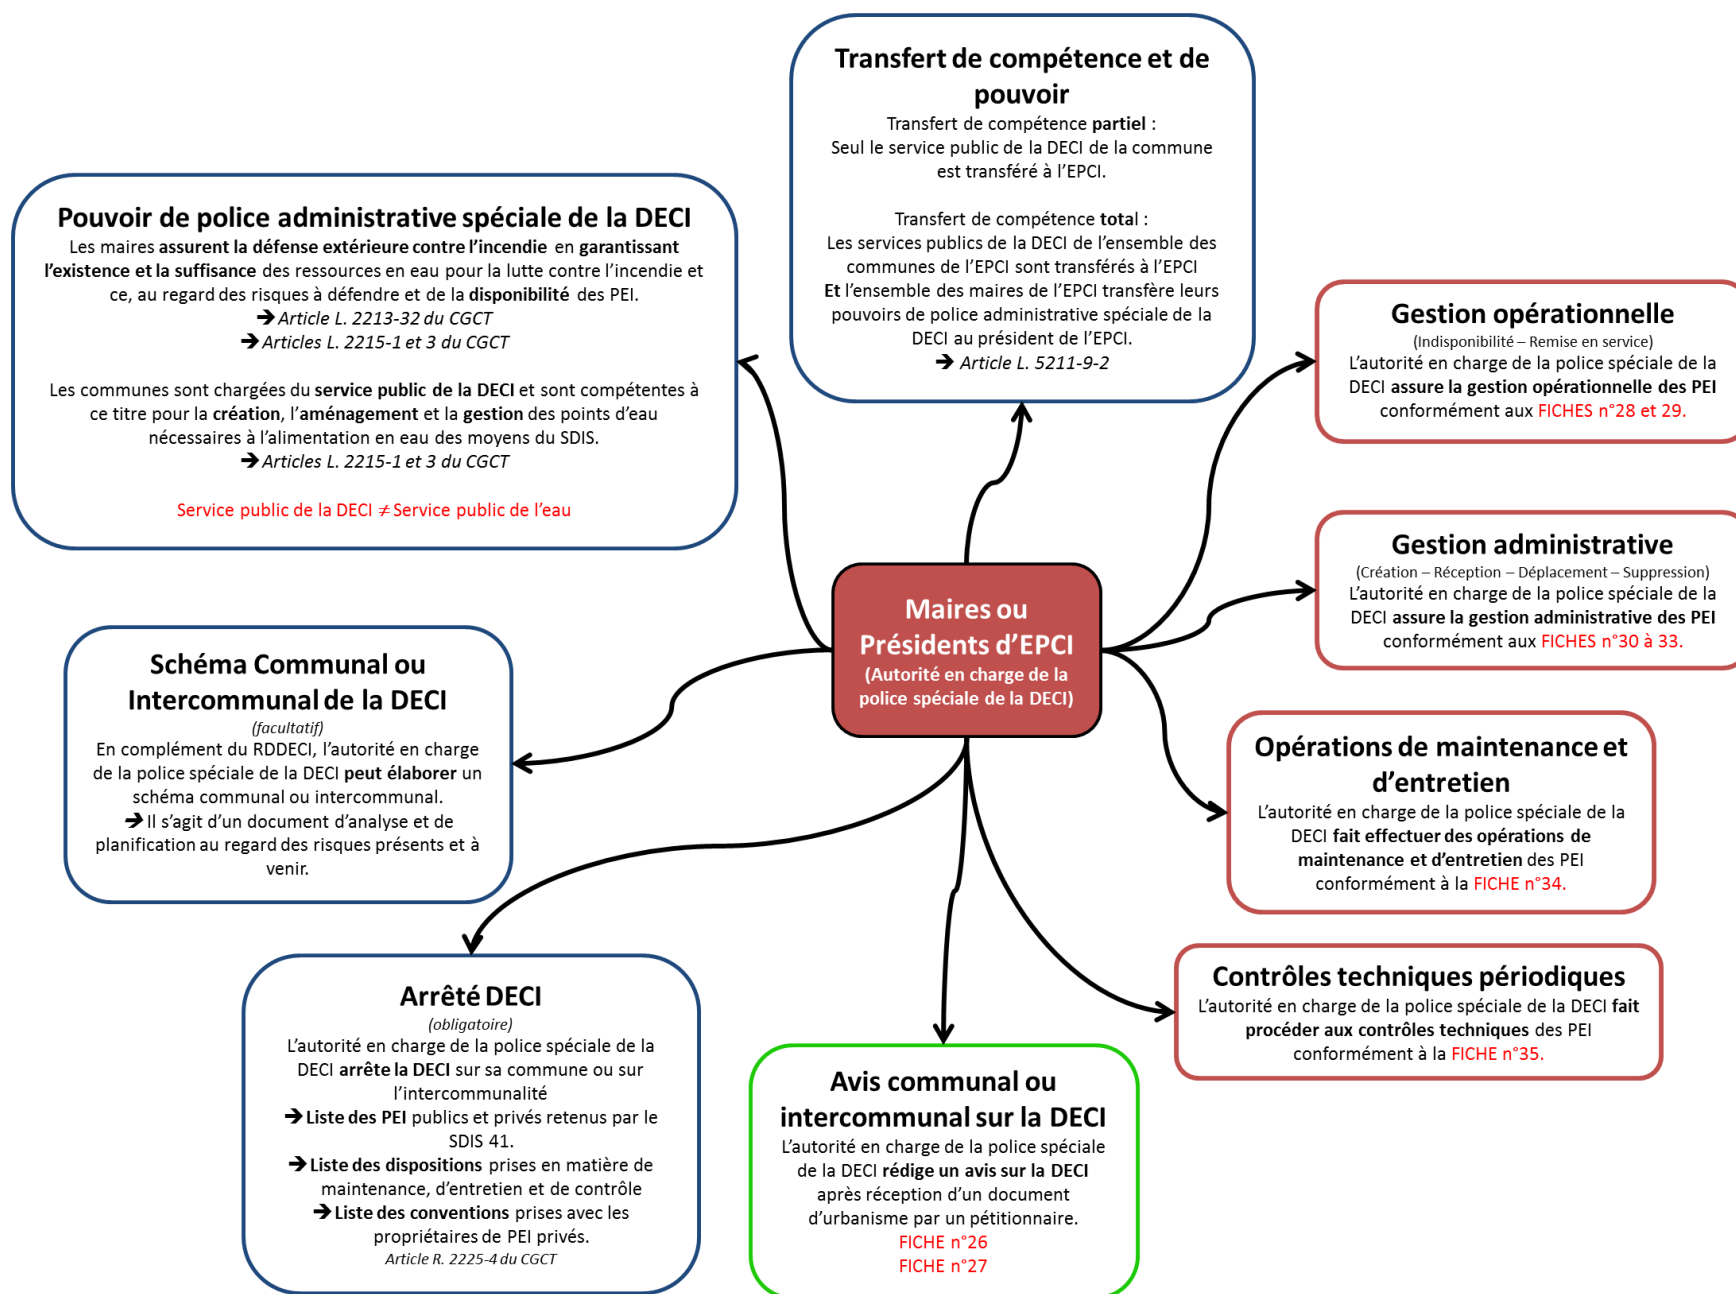 Transfert de compétence et de
pouvoir
Transfert de compétence partiel :
Seul le service public de la DECI de la commune
est transféré à l'EPCI.
Transfert de compétence total :
Les services publics de la DECI de l'ensemble des
communes de l'EPCI sont transférés à l'EPCI
Et l'ensemble des maires de l'EPCI transfère leurs
pouvoirs de police administrative spéciale de la
DECI au président de l'EPCI.
➔ Article L. 5211-9-2
Pouvoir de police administrative spéciale de la DECI
Les maires assurent la défense extérieure contre l'incendie en garantissant
l'existence et la suffisance des ressources en eau pour la lutte contre l'incendie et
ce, au regard des risques à défendre et de la disponibilité des PEI.
➔ Article L. 2213-32 du CGCT
➔ Articles L. 2215-1 et 3 du CGCT
Les communes sont chargées du service public de la DECI et sont compétentes à
ce titre pour la création, l'aménagement et la gestion des points d'eau
nécessaires à l'alimentation en eau des moyens du SDIS.
➔ Articles L. 2215-1 et 3 du CGCT
Service public de la DECI ≠ Service public de l'eau
Gestion opérationnelle
(Indisponibilité – Remise en service)
L'autorité en charge de la police spéciale de la
DECI assure la gestion opérationnelle des PEI
conformément aux FICHES n°28 et 29.
Gestion administrative
(Création – Réception – Déplacement – Suppression)
L'autorité en charge de la police spéciale de la
DECI assure la gestion administrative des PEI
conformément aux FICHES n°30 à 33.
Maires ou
Présidents d'EPCI
(Autorité en charge de la
police spéciale de la DECI)
Schéma Communal ou
Intercommunal de la DECI
(facultatif)
En complément du RDDECI, l'autorité en charge
de la police spéciale de la DECI peut élaborer un
schéma communal ou intercommunal.
➔ Il s'agit d'un document d'analyse et de
planification au regard des risques présents et à
venir.
Opérations de maintenance et
d'entretien
L'autorité en charge de la police spéciale de la
DECI fait effectuer des opérations de
maintenance et d'entretien des PEI
conformément à la FICHE n°34.
Contrôles techniques périodiques
L'autorité en charge de la police spéciale de la DECI fait
procéder aux contrôles techniques des PEI
conformément à la FICHE n°35.
Arrêté DECI
(obligatoire)
L'autorité en charge de la police spéciale de la
DECI arrête la DECI sur sa commune ou sur
l'intercommunalité
➔ Liste des PEI publics et privés retenus par le
SDIS 41.
➔ Liste des dispositions prises en matière de
maintenance, d'entretien et de contrôle
➔ Liste des conventions prises avec les
propriétaires de PEI privés.
Article R. 2225-4 du CGCT
Avis communal ou
intercommunal sur la DECI
L'autorité en charge de la police spéciale
de la DECI rédige un avis sur la DECI
après réception d'un document
d'urbanisme par un pétitionnaire.
FICHE n°26
FICHE n°27